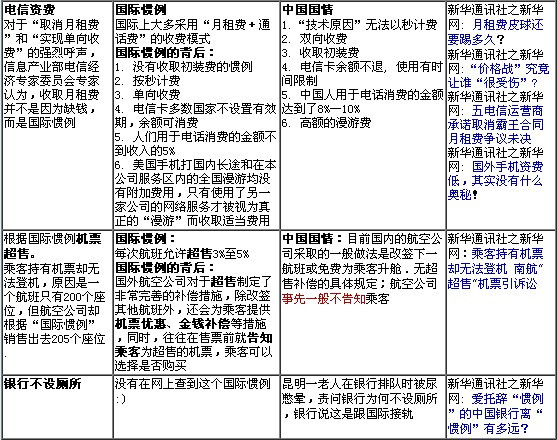 电信资费
对于“取消月租费”和“实现单向收费”的强烈呼声，信息产业部电信经济专家委员会专家认为，收取月租费并不是因为缺钱，而是国际惯例
国际惯例
国际上大多采用“月租费＋通话费”的收费模式
国际惯例的背后：
1. 没有收取初装费的惯例
2. 按秒计费
3. 单向收费
4. 电信卡多数国家不设置有效期，余额可消费
5. 人们用于电话消费的金额不到收入的5%
6. 美国手机打国内长途和在本公司服务区内的全国漫游均没有附加费用，只有使用了另一家公司的网络服务才被视为真正的“漫游”而收取适当费用
中国国情
1. “技术原因”无法以秒计费
2. 双向收费
3. 收取初装费
4. 电信卡余额不退，使用有时间限制
5. 中国人用于电话消费的金额达到了8%－10%
6. 高额的漫游费
新华通讯社之新华网：月租费皮球还要踢多久？
新华通讯社之新华网：“价格战”究竟让谁“很受伤”？
新华通讯社之新华网：五电信运营商承诺取消霸王合同 月租费争议未决
新华通讯社之新华网：国外手机资费低，其实没有什么奥秘！
根据国际惯例机票超售。
乘客持有机票却无法登机，原因是一个航班只有200个座位，但航空公司却根据“国际惯例”销售出去205个座位.
国际惯例：
每次航班允许超售3%至5%
国际惯例的背后：
国外航空公司对于超售制定了非常完善的补偿措施，除改签其他航班外，还会为乘客提供机票优惠、金钱补偿等措施，同时，往往在售票前就告知乘客为超售的机票，乘客可以选择是否购买
中国国情：目前国内的航空公司采取的一般做法是改签下一航班或免费为乘客升舱，无超售补偿的具体规定；航空公司事先一般不告知乘客
新华通讯社之新华网：乘客持有机票却无法登机 南航“超售”机票引诉讼
银行不设厕所
没有在网上查到这个国际惯例
:)
昆明一老人在银行排队时被尿憋晕，责问银行为何不设厕所，银行说这是跟国际接轨
新华通讯社之新华网：爱托辞“惯例”的中国银行离“惯例”有多远？